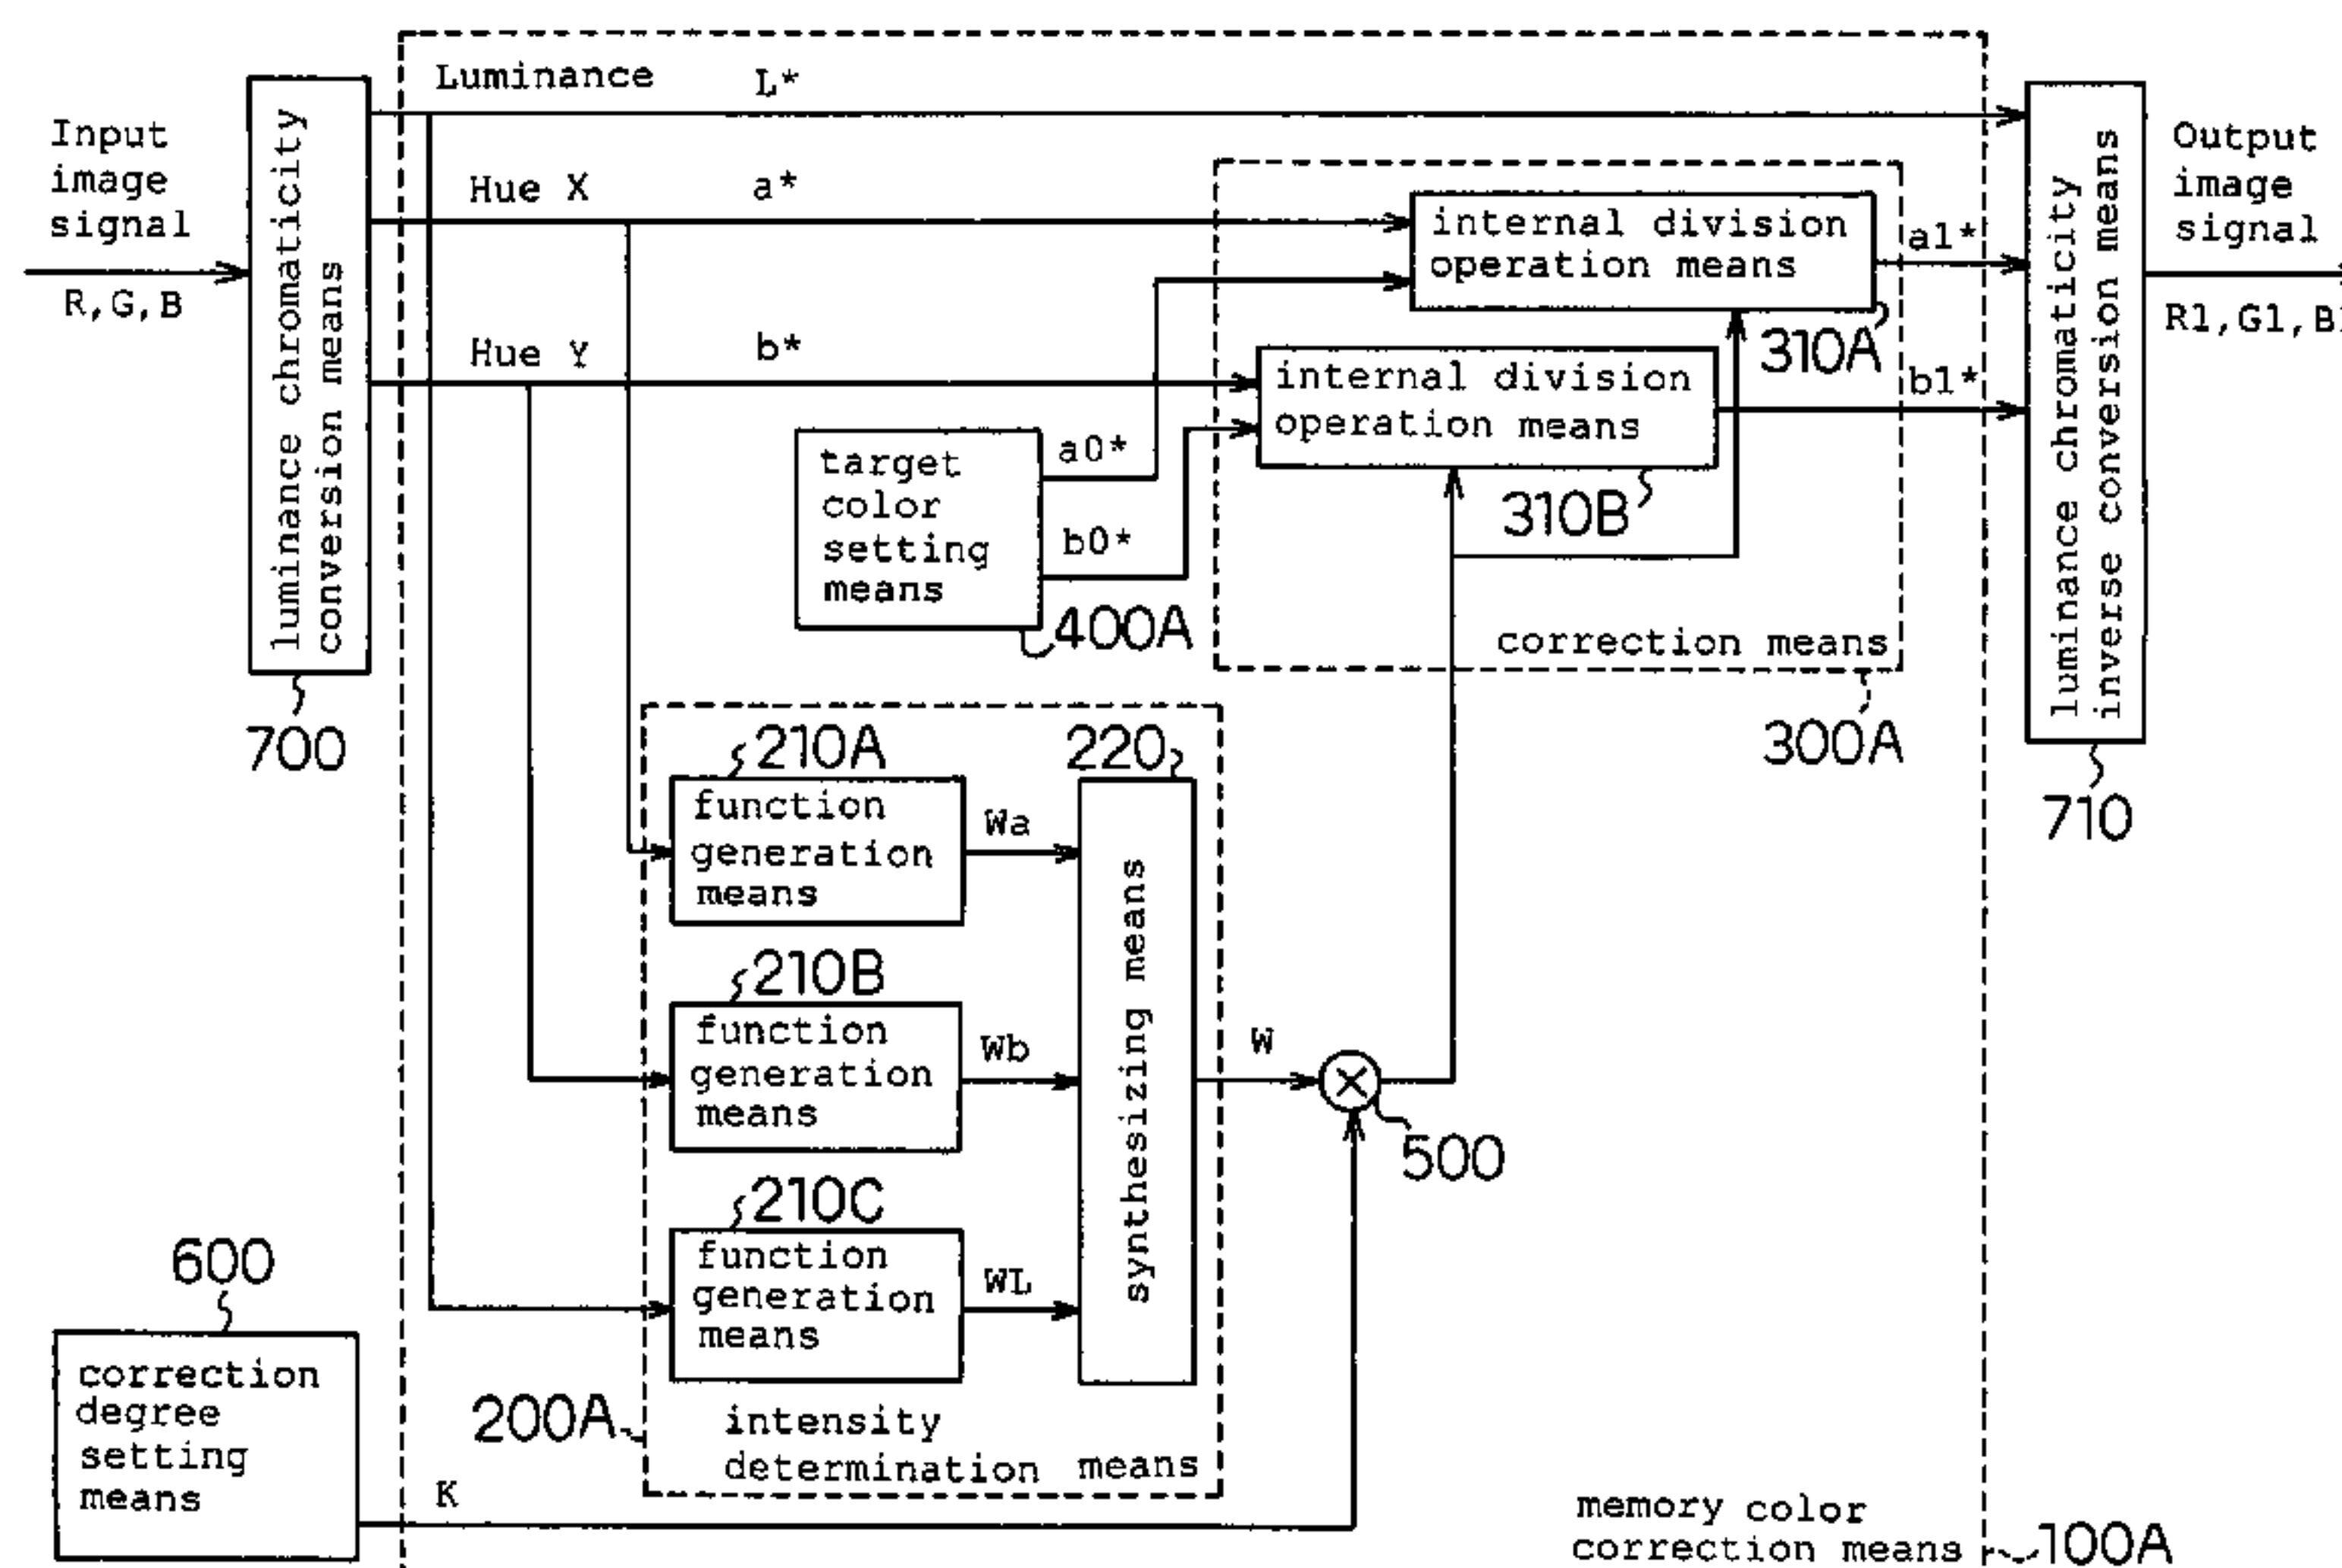 Luminance L*
Input
image
signal
R,G,B
luminance chromaticity
conversion means
700
Hue X a*
Hue Y b*
internal division
operation means
310A
a1*
internal division
operation means
310B
b1*
target
color
setting
means
a0*
b0*
400A
correction means
300A
luminance chromaticity
inverse conversion means
710
Output
image
signal
R1,G1,
210A
function
generation
means
Wa
210B
function
generation
means
Wb
210C
function
generation
means
WL
220
synthesizing means
W
500
200A
intensity
determination means
600
correction
degree
setting
means
K
memory color
correction means
100A